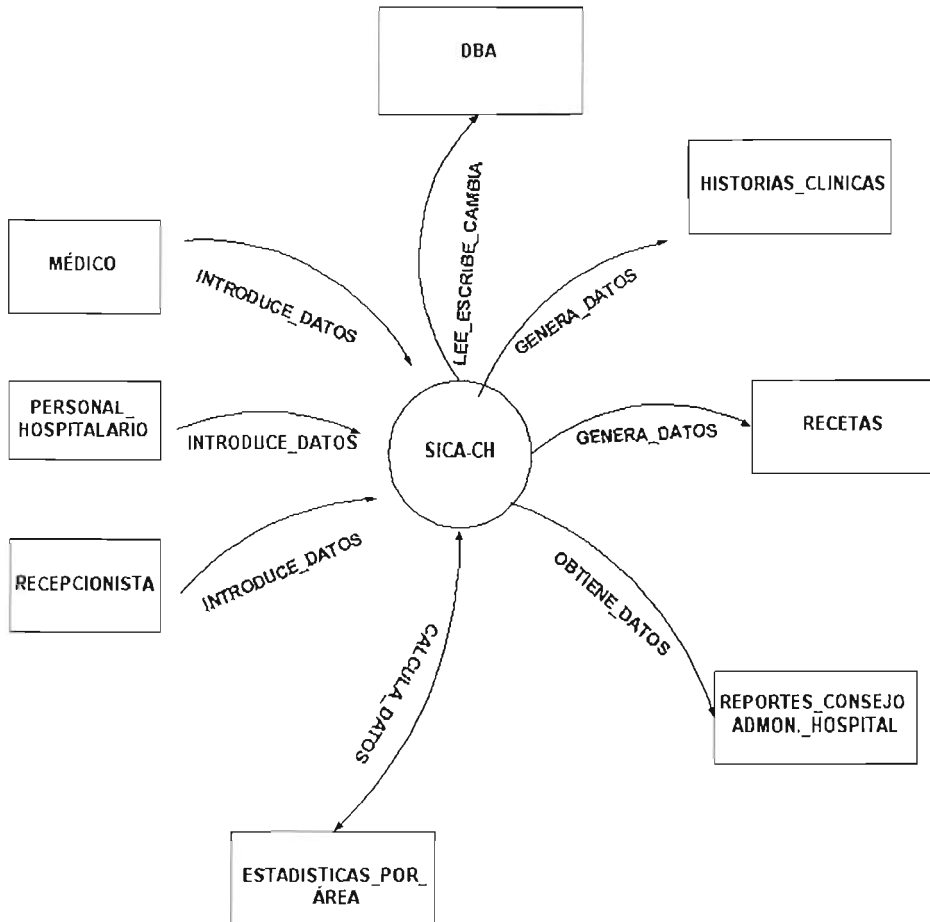 DBA
HISTORIAS_CLINICAS
MÉDICO
LEE_ESCRIBE_CAMBIA
INTRODUCE_DATOS
GENERA_DATOS
PERSONAL_
HOSPITALARIO
INTRODUCE_DATOS
SICA-CH
GENERA_DATOS
RECETAS
RECEPCIONISTA
INTRODUCE_DATOS
OBTIENE_DATOS
CALCULA_DATOS
REPORTES_CONSEJO
ADMON._HOSPITAL
ESTADISTICAS_POR_
ÁREA